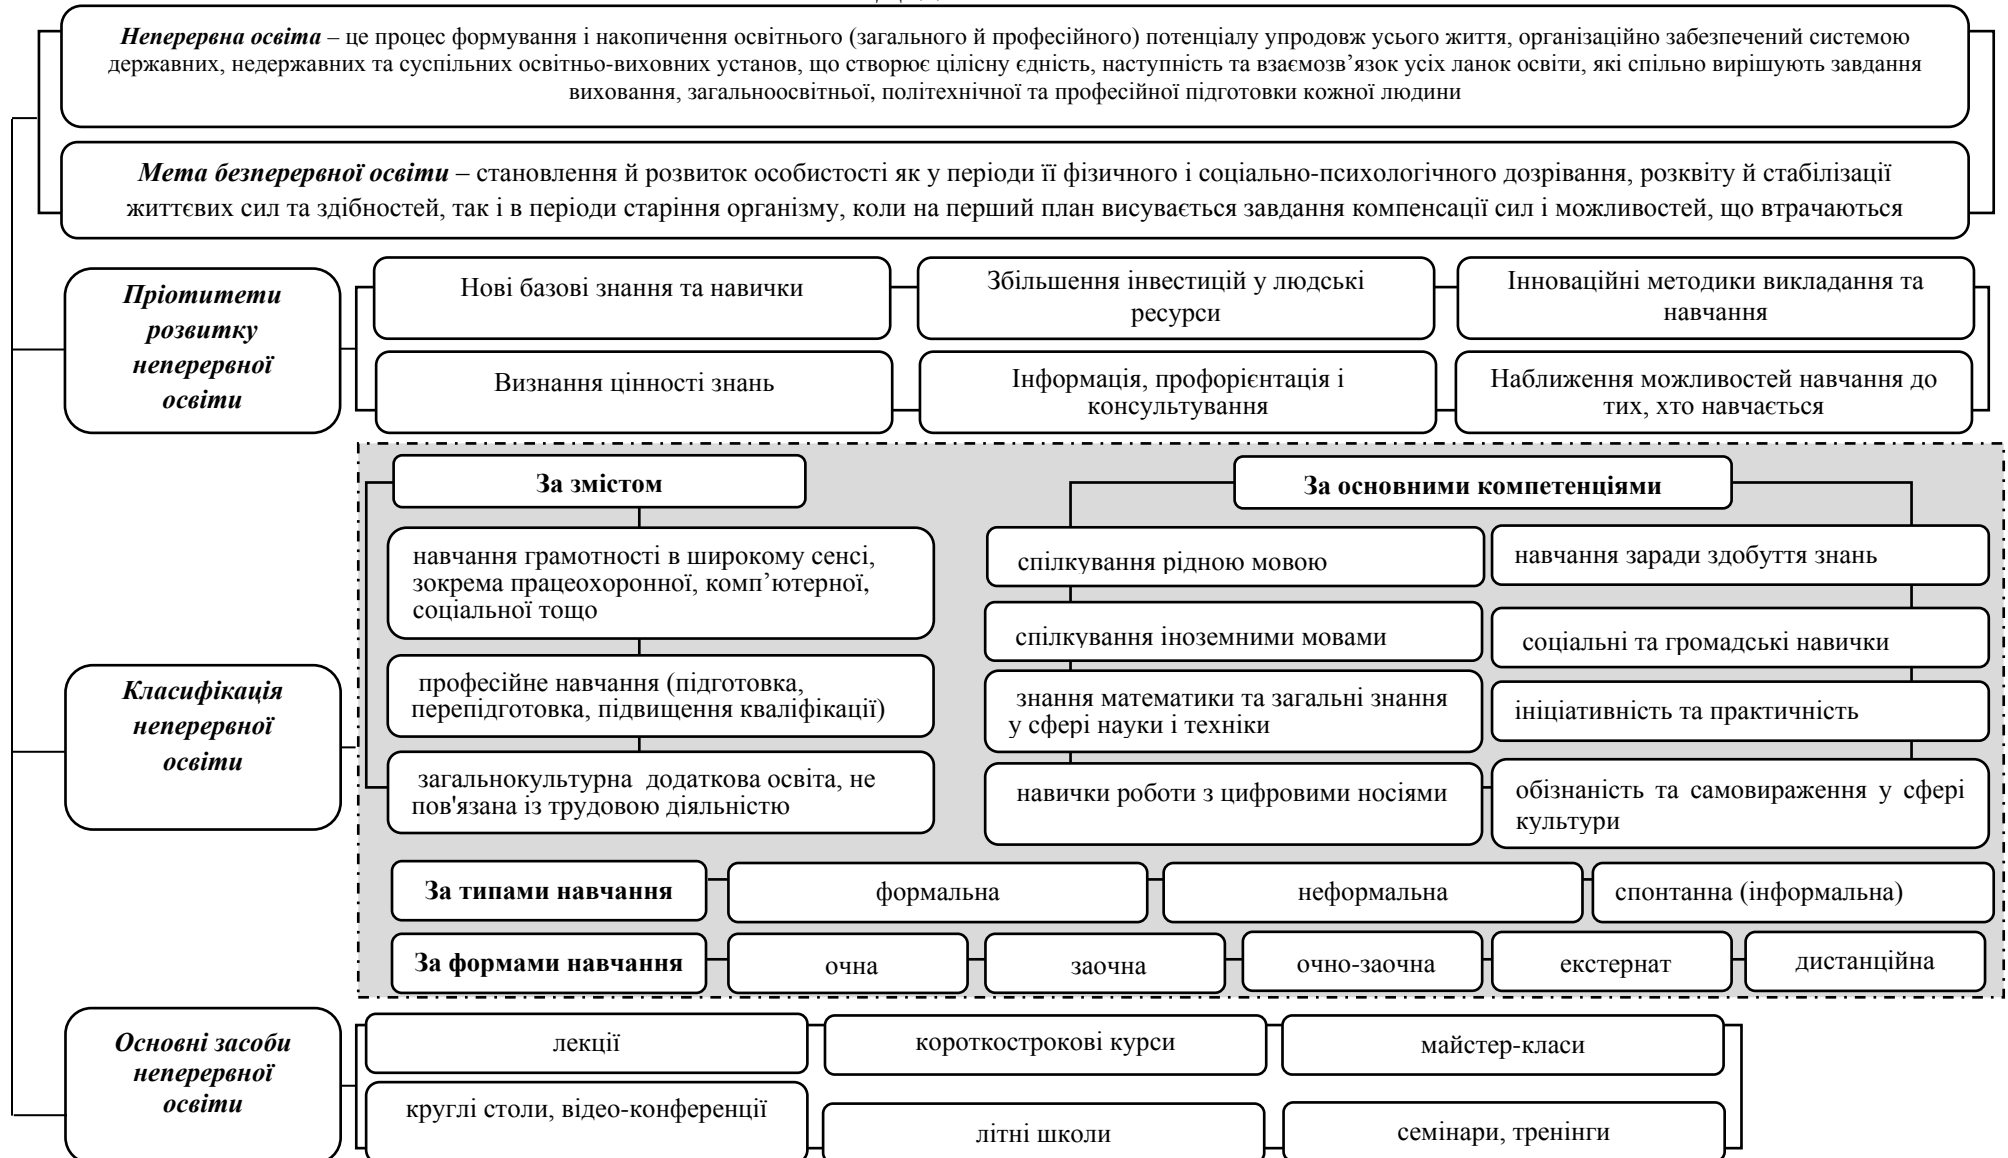 Неперервна освіта – це процес формування і накопичення освітнього (загального й професійного) потенціалу упродовж усього життя, організаційно забезпечений системою
державних, недержавних та суспільних освітньо-виховних установ, що створює цілісну єдність, наступність та взаємозв’язок усіх ланок освіти, які спільно вирішують завдання
виховання, загальноосвітньої, політехнічної та професійної підготовки кожної людини
Мета безперервної освіти – становлення й розвиток особистості як у періоди її фізичного і соціально-психологічного дозрівання, розквіту й стабілізації
життєвих сил та здібностей, так і в періоди старіння організму, коли на перший план висувається завдання компенсації сил і можливостей, що втрачаються
Пріотитети
розвитку
неперервної
освіти
Нові базові знання та навички
Збільшення інвестицій у людські
ресурси
Інноваційні методики викладання та
навчання
Визнання цінності знань
Інформація, профорієнтація і
консультування
Наближення можливостей навчання до
тих, хто навчається
Класифікація
неперервної
освіти
За змістом
навчання грамотності в широкому сенсі,
зокрема працеохоронної, комп’ютерної,
соціальної тощо
професійне навчання (підготовка,
перепідготовка, підвищення кваліфікації)
загальнокультурна додаткова освіта, не
пов'язана із трудовою діяльністю
За основними компетенціями
спілкування рідною мовою
навчання заради здобуття знань
спілкування іноземними мовами
соціальні та громадські навички
знання математики та загальні знання
у сфері науки і техніки
ініціативність та практичність
навички роботи з цифровими носіями
обізнаність та самовираження у сфері
культури
За типами навчання
формальна
неформальна
спонтанна (інформальна)
За формами навчання
очна
заочна
очно-заочна
екстернат
дистанційна
Основні засоби
неперервної
освіти
лекції
короткострокові курси
майстер-класи
круглі столи, відео-конференції
літні школи
семінари, тренінги